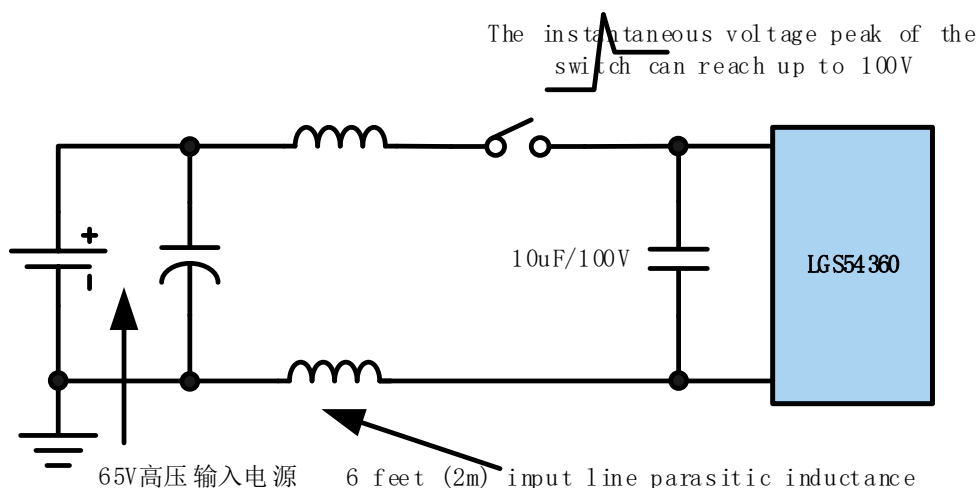 The instantaneous voltage peak of the
switch can reach up to 100V
10uF/100V
LGS54360
65V高压输入电源
6 feet (2m) input line parasitic inductance